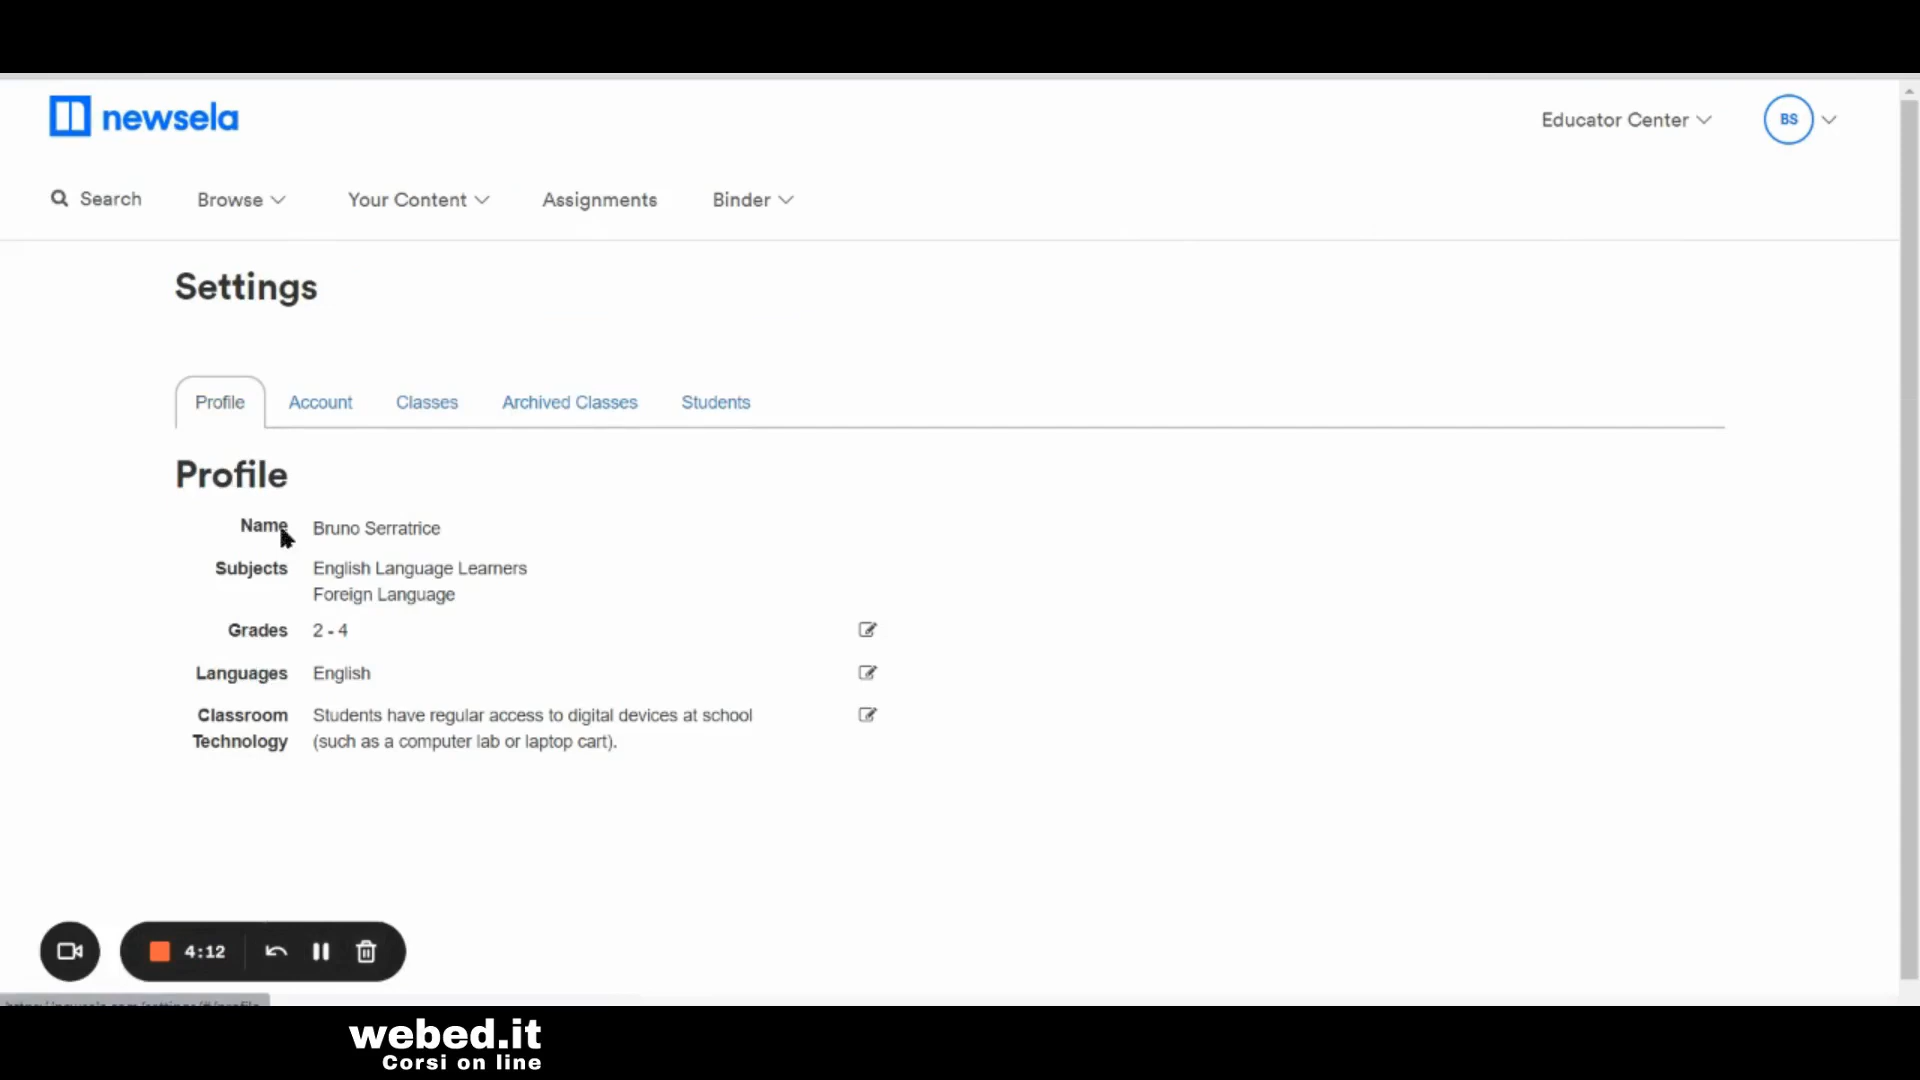 newsela
Educator Center
BS
Search
Browse
Your Content
Assignments
Binder
Settings
Profile
Account
Classes
Archived Classes
Students
Profile
Name
Bruno Serratrice
Subjects
English Language Learners
Foreign Language
Grades
2 - 4
Languages
English
Classroom
Technology
Students have regular access to digital devices at school
(such as a computer lab or laptop cart).
4:12
webed.it
Corsi on line